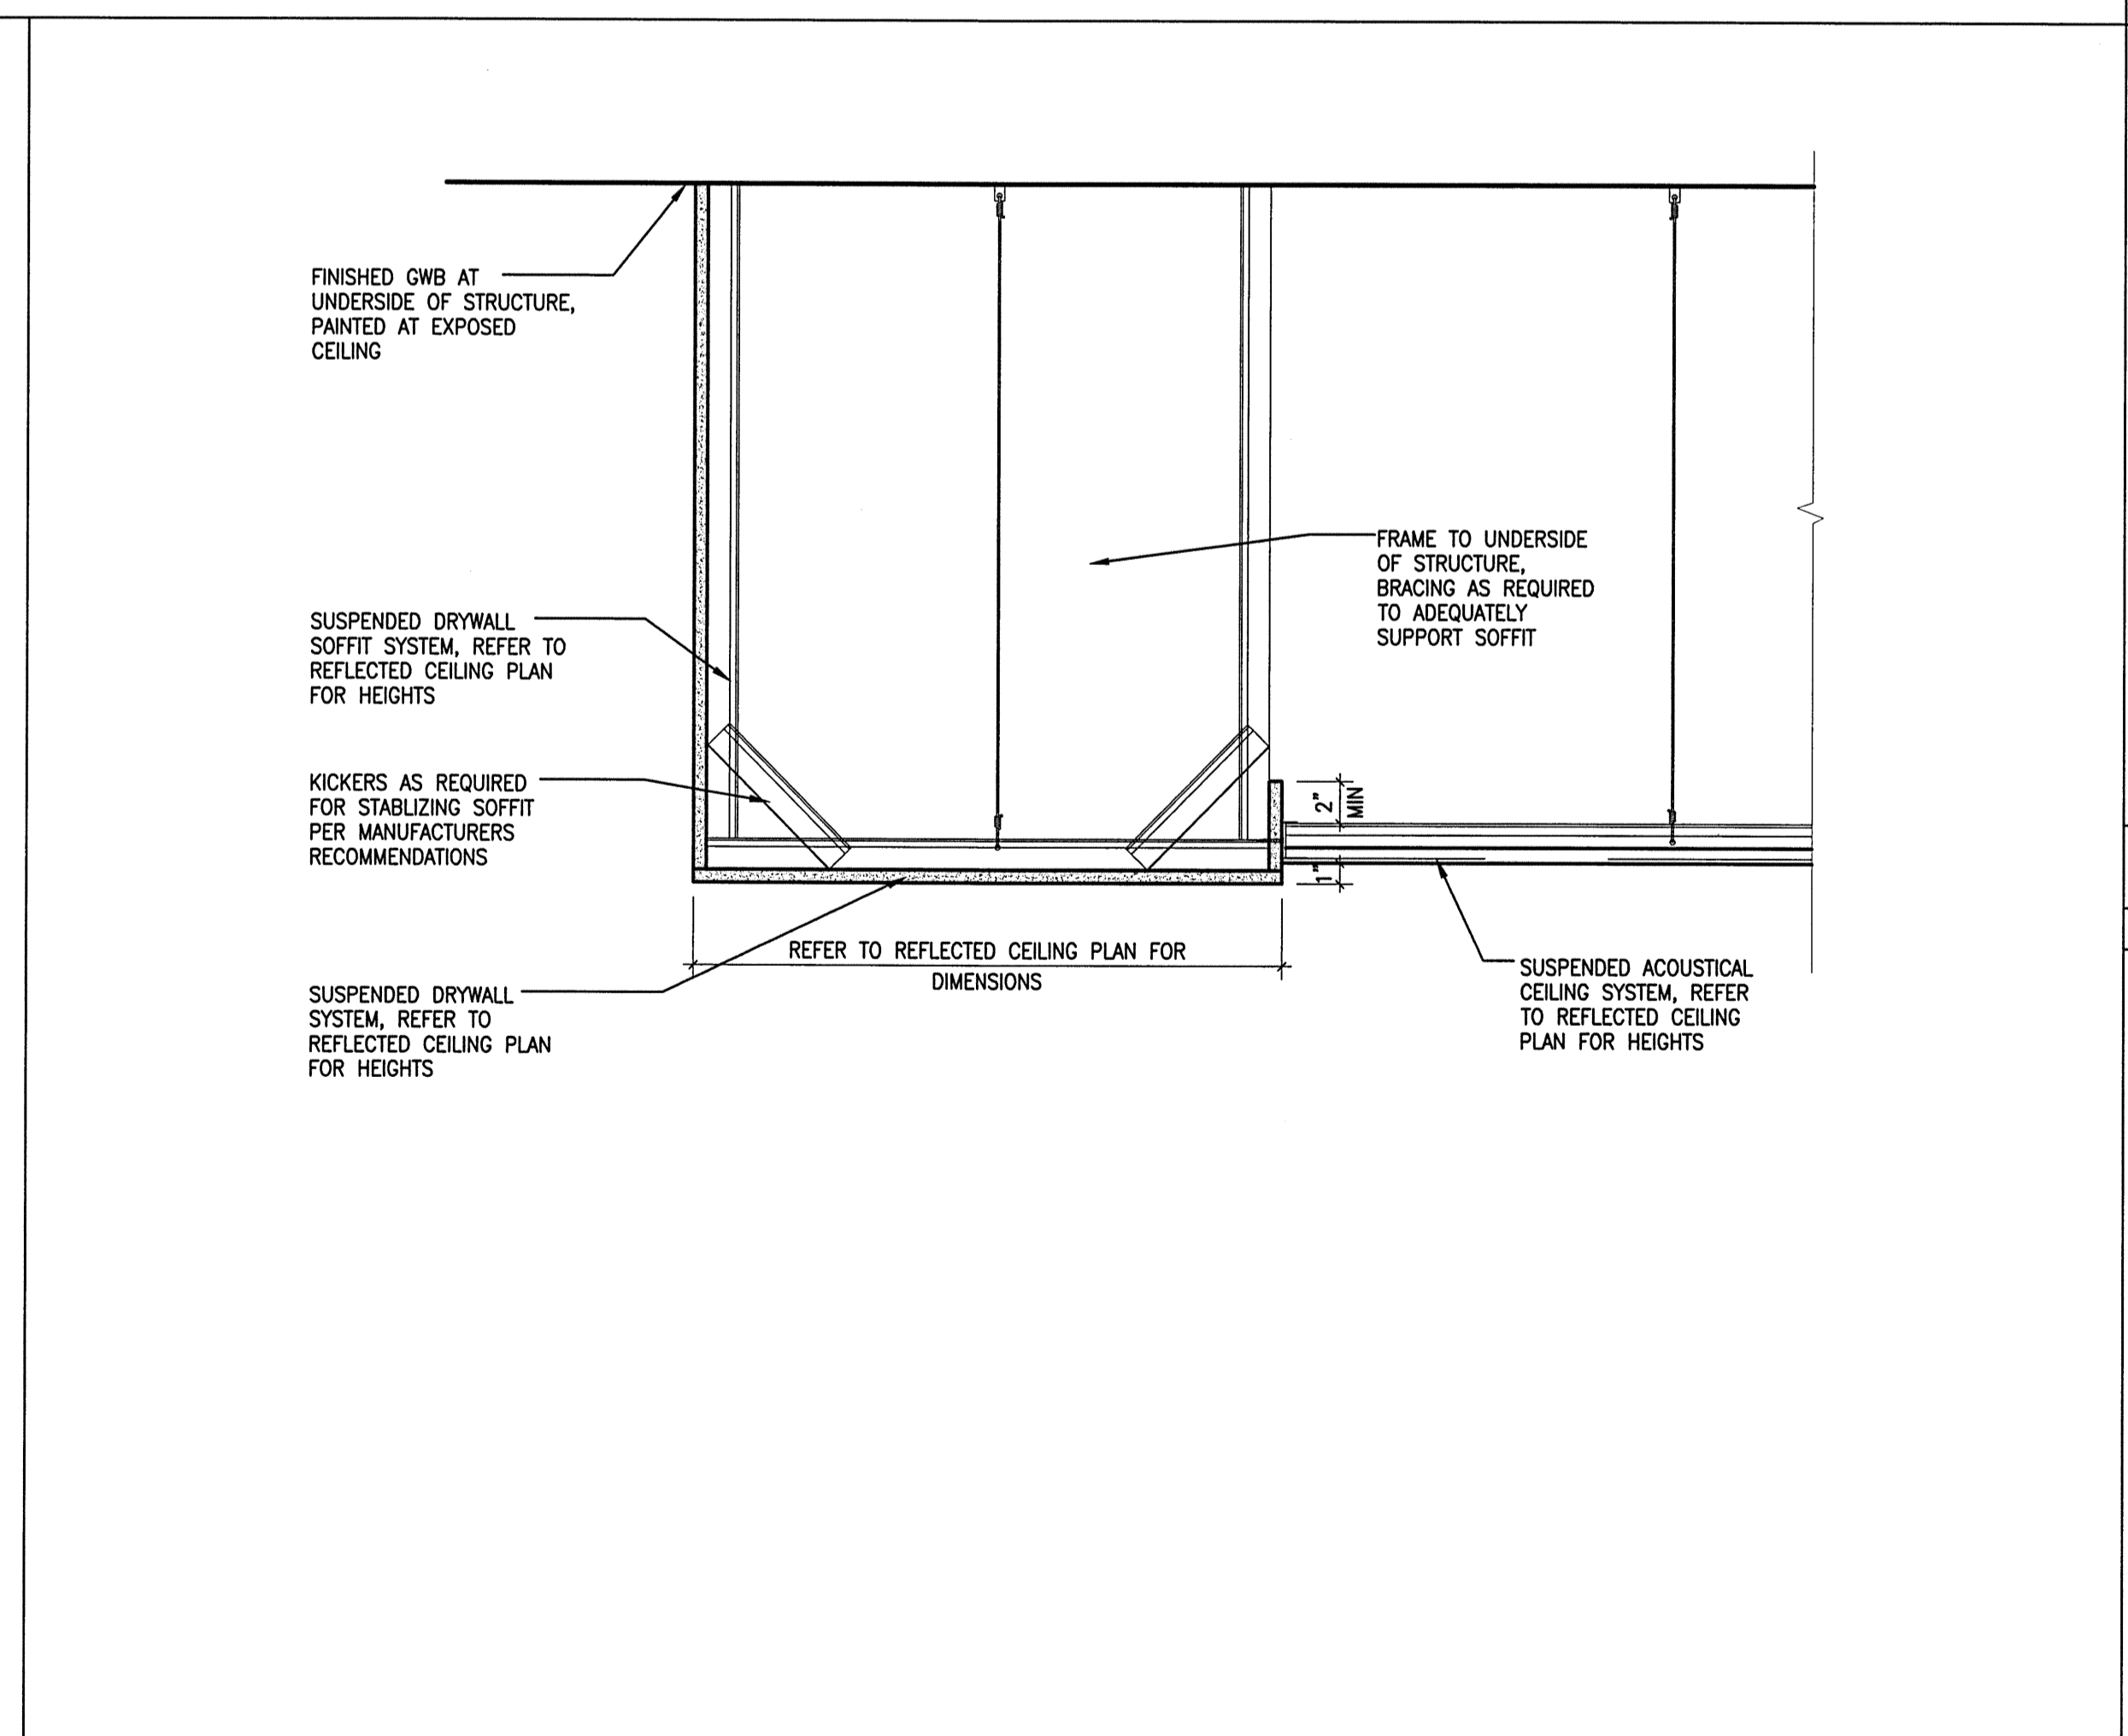 FINISHED GWB AT
UNDERSIDE OF STRUCTURE,
PAINTED AT EXPOSED
CEILING
FRAME TO UNDERSIDE
OF STRUCTURE,
BRACING AS REQUIRED
TO ADEQUATELY
SUPPORT SOFFIT
SUSPENDED DRYWALL
SOFFIT SYSTEM, REFER TO
REFLECTED CEILING PLAN
FOR HEIGHTS
KICKERS AS REQUIRED
FOR STABLIZING SOFFIT
PER MANUFACTURERS
RECOMMENDATIONS
2"
MIN
1"
REFER TO REFLECTED CEILING PLAN FOR
DIMENSIONS
SUSPENDED DRYWALL
SYSTEM, REFER TO
REFLECTED CEILING PLAN
FOR HEIGHTS
SUSPENDED ACOUSTICAL
CEILING SYSTEM, REFER
TO REFLECTED CEILING
PLAN FOR HEIGHTS